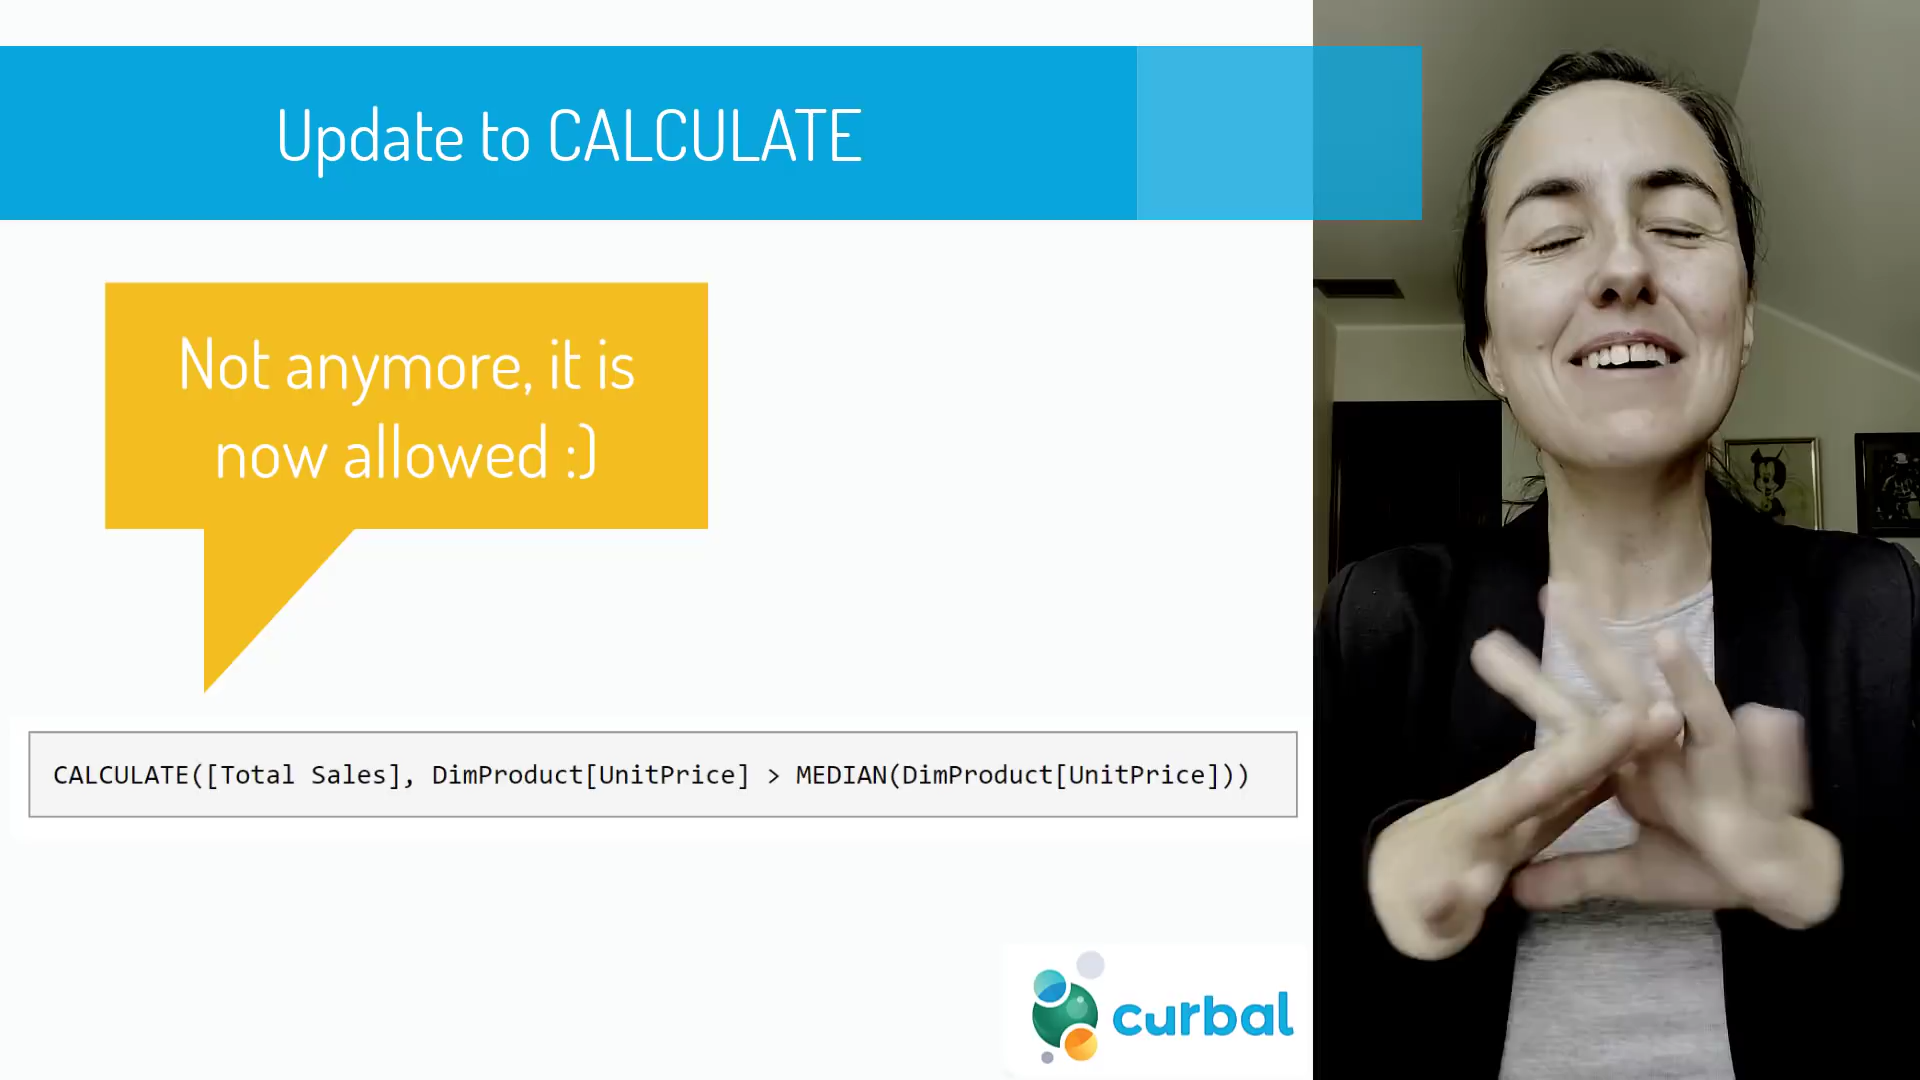 Update to CALCULATE
Not anymore, it is
now allowed :)
CALCULATE([Total Sales], DimProduct[UnitPrice] > MEDIAN(DimProduct[UnitPrice]))
curbal